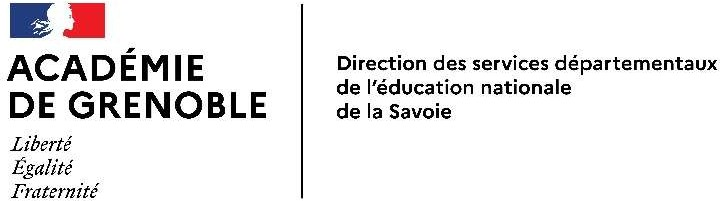 ACADÉMIE
DE GRENOBLE
Liberté
Égalité
Fraternité
Direction des services départementaux
de l'éducation nationale
de la Savoie